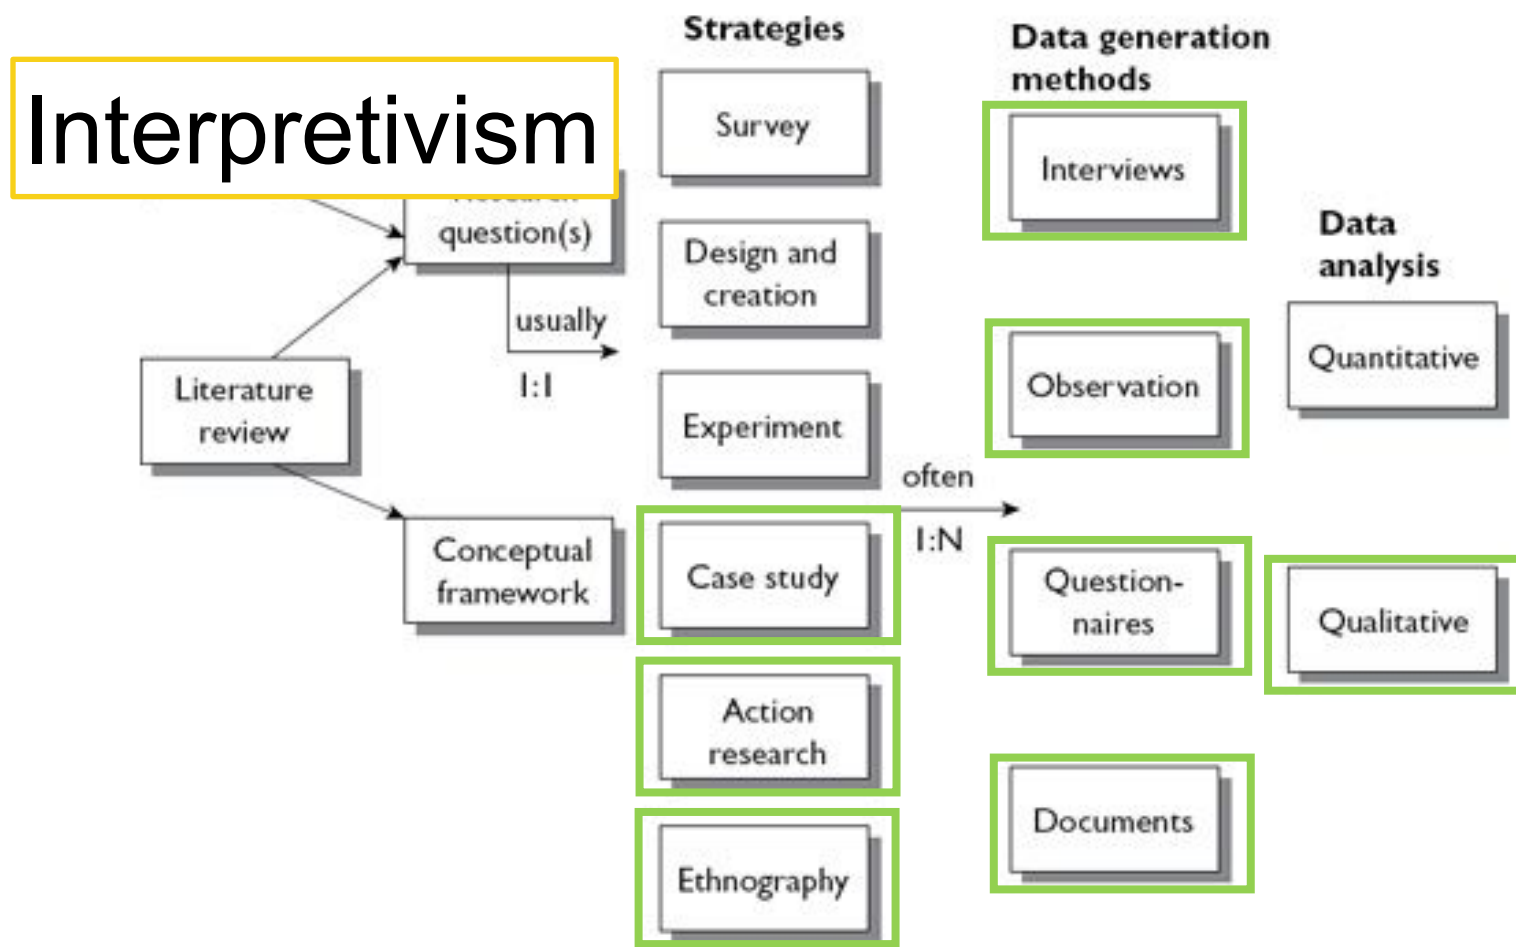 Strategies
Data generation
methods
Interpretivism
Survey
Interviews
question(s)
Design and
creation
Data
analysis
usually
1:1
Literature
review
Experiment
Observation
Quantitative
often
1:N
Conceptual
framework
Case study
Question-
naires
Qualitative
Action
research
Documents
Ethnography